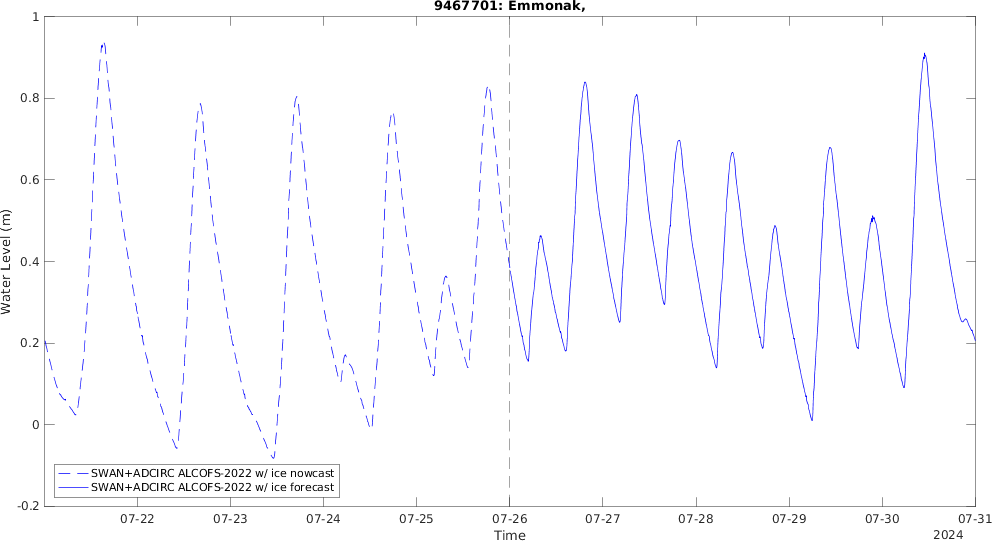 9467701: Emmonak,
1
0.8
0.6
0.4
0.2
0
-0.2
Water Level (m)
SWAN+ADCIRC ALCOFS-2022 w/ ice nowcast
SWAN+ADCIRC ALCOFS-2022 w/ ice forecast
07-22 07-23 07-24 07-25 07-26 07-27 07-28 07-29 07-30 07-31
Time
2024